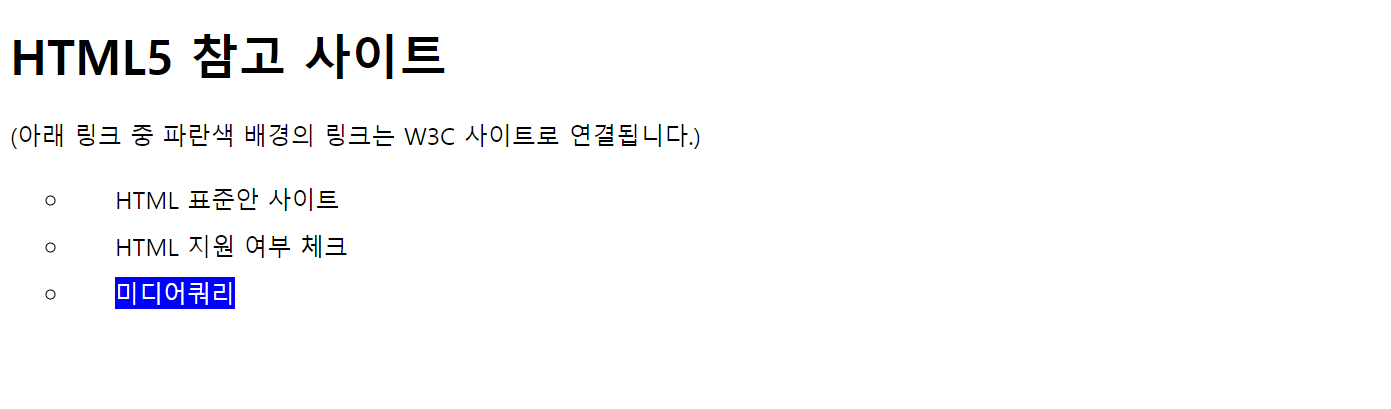 HTML5 참고 사이트
(아래 링크 중 파란색 배경의 링크는 W3C 사이트로 연결됩니다.)
HTML 표준안 사이트
HTML 지원 여부 체크
미디어쿼리